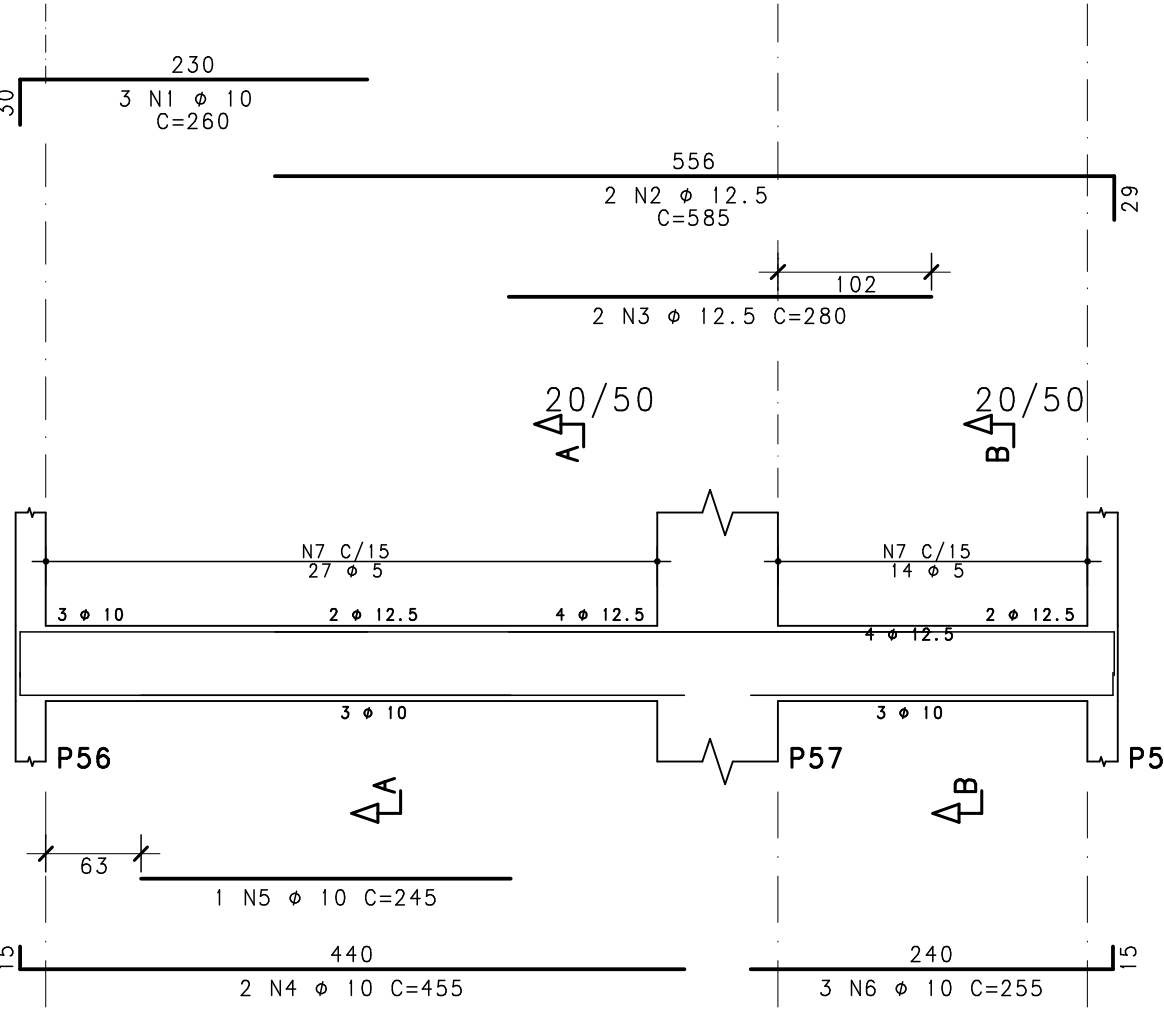 230
30
3 N1 φ 10
C=260
556
2 N2 φ 12.5
C=585
29
102
2 N3 φ 12.5 C=280
20/50
20/50
A
B
N7 C/15
27 φ 5
N7 C/15
14 φ 5
3 φ 10
2 φ 12.5
4 φ 12.5
2 φ 12.5
4 φ 12.5
3 φ 10
3 φ 10
P56
P57
P5
A
B
63
1 N5 φ 10 C=245
15
440
2 N4 φ 10 C=455
240
15
3 N6 φ 10 C=255